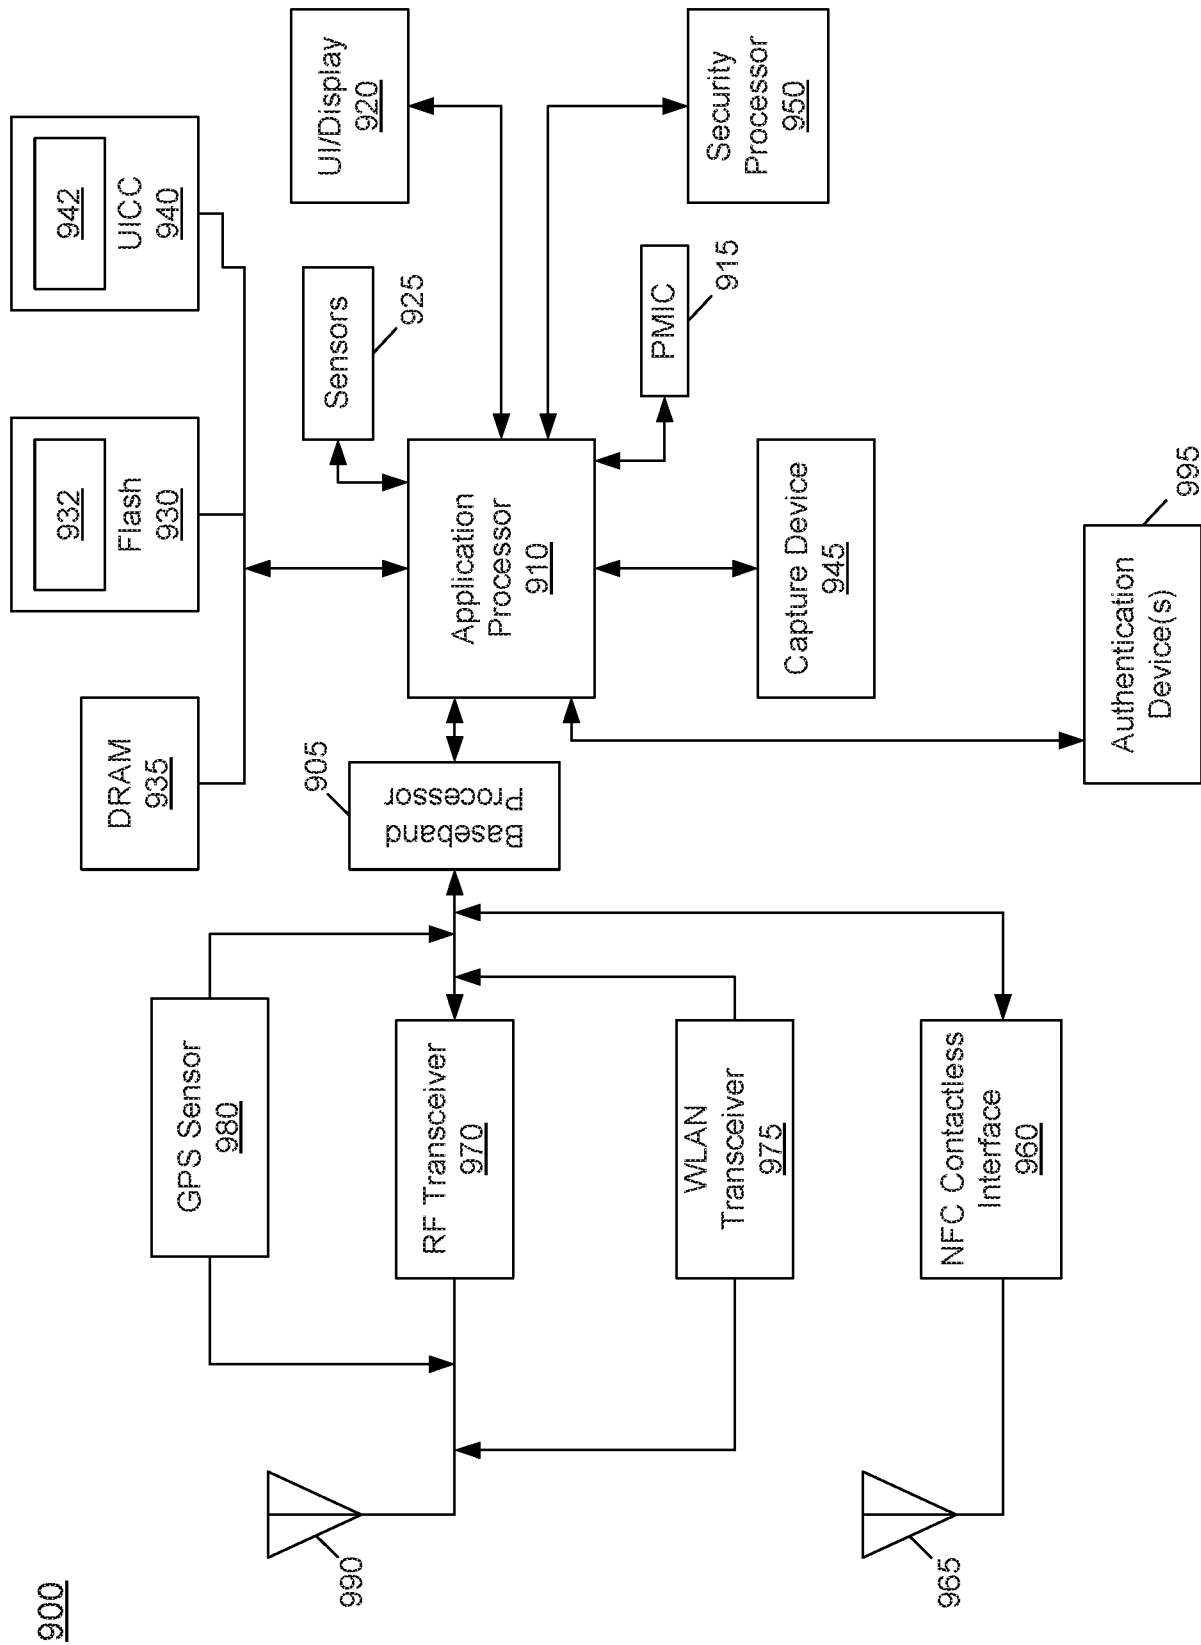 900
990
965
GPS Sensor
980
RF Transceiver
970
WLAN
Transceiver
975
NFC Contactless
Interface
960
905
Baseband
Processor
DRAM
935
932
Flash
930
942
UICC
940
Application
Processor
910
Sensors
925
UI/Display
920
Security
Processor
950
PMIC
915
Capture Device
945
Authentication
Device(s)
995